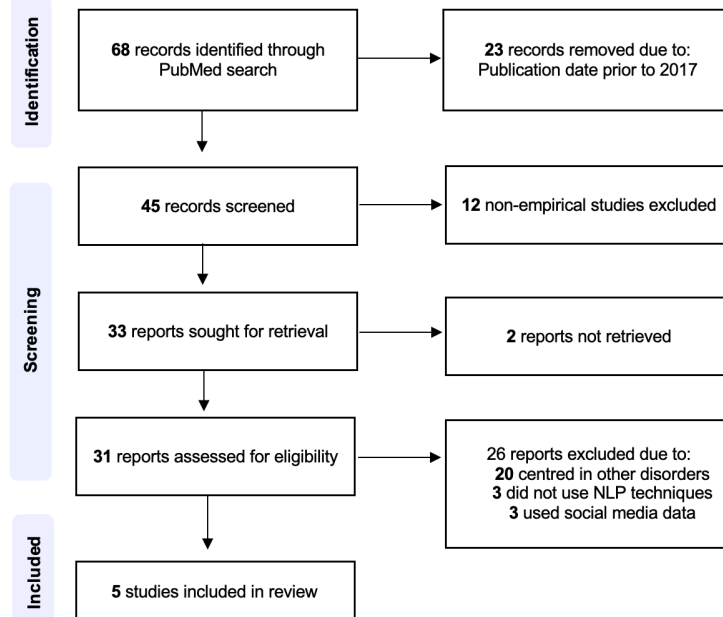 Identification
68 records identified through
PubMed search
23 records removed due to:
Publication date prior to 2017
Screening
45 records screened
12 non-empirical studies excluded
33 reports sought for retrieval
2 reports not retrieved
31 reports assessed for eligibility
26 reports excluded due to:
20 centred in other disorders
3 did not use NLP techniques
3 used social media data
Included
5 studies included in review